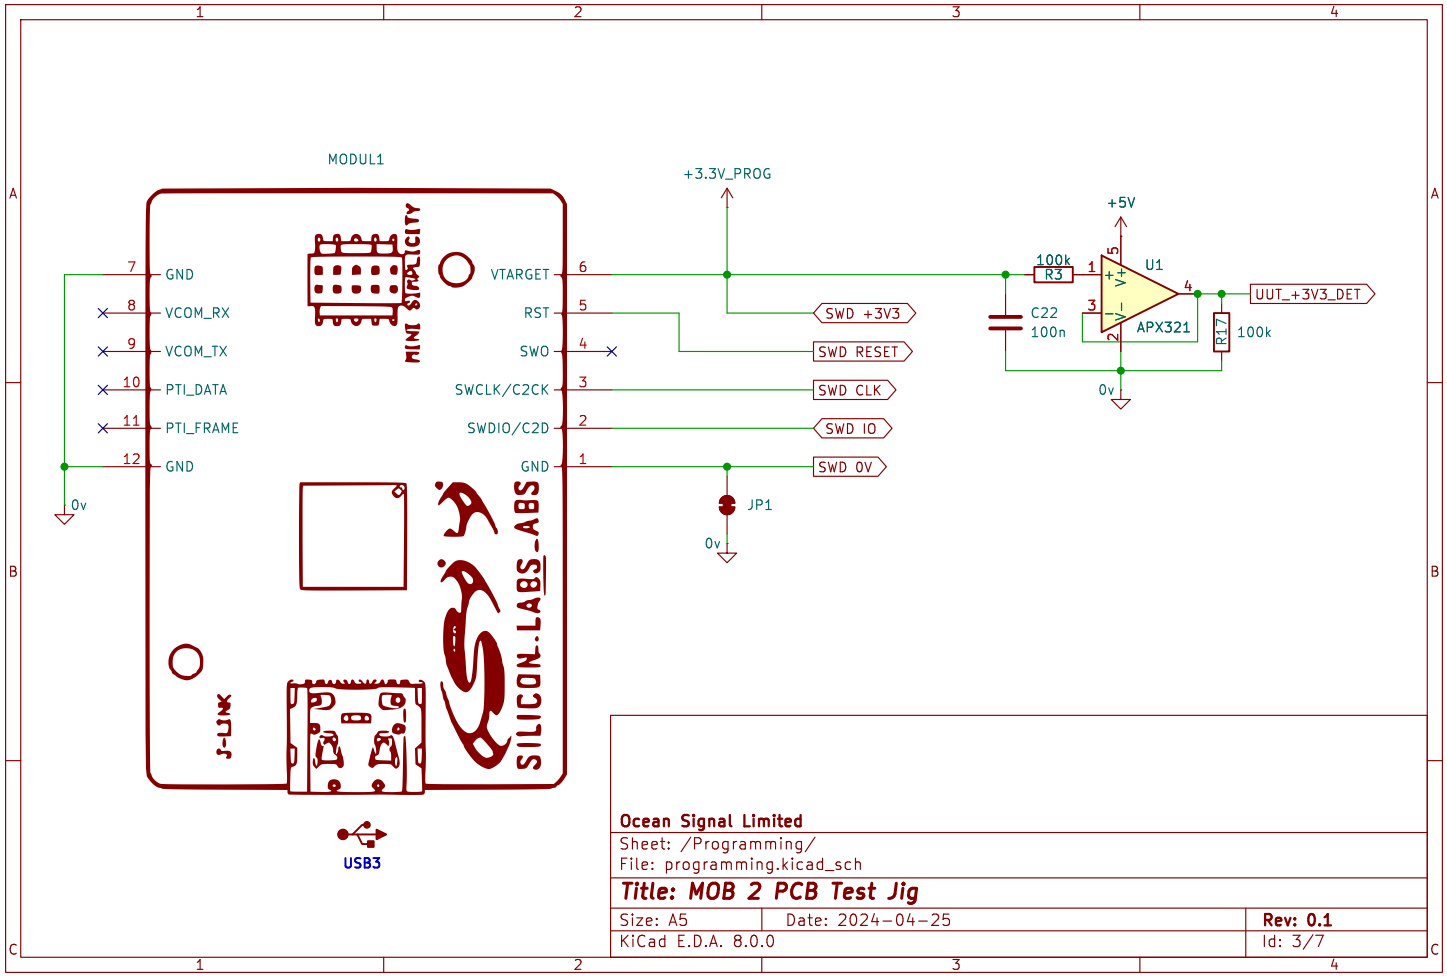 1 2 3 4
A A
MODUL1
+3.3V_PROG
+5V
MINI SIMPLICITY
7 GND
VTARGET 6
100k
R3
1
5
U1
+
V+
4
UUT_+3V3_DET
8 VCOM_RX
RST 5
SWD +3V3
C22
100n
3
-
V-
2
APX321
R17
100k
9 VCOM_TX
SWO 4
SWD RESET
10 PTI_DATA
SWCLK/C2CK 3
SWD CLK
0v
11 PTI_FRAME
SWDIO/C2D 2
SWD IO
12 GND
GND 1
SWD 0V
0v
JP1
0v
B B
SILICON LABS
ABS
J-LINK
USB3
Ocean Signal Limited
Sheet: /Programming/
File: programming.kicad_sch
Title: MOB 2 PCB Test Jig
Size: A5 Date: 2024-04-25 Rev: 0.1
KiCad E.D.A. 8.0.0 Id: 3/7
C C
1 2 3 4